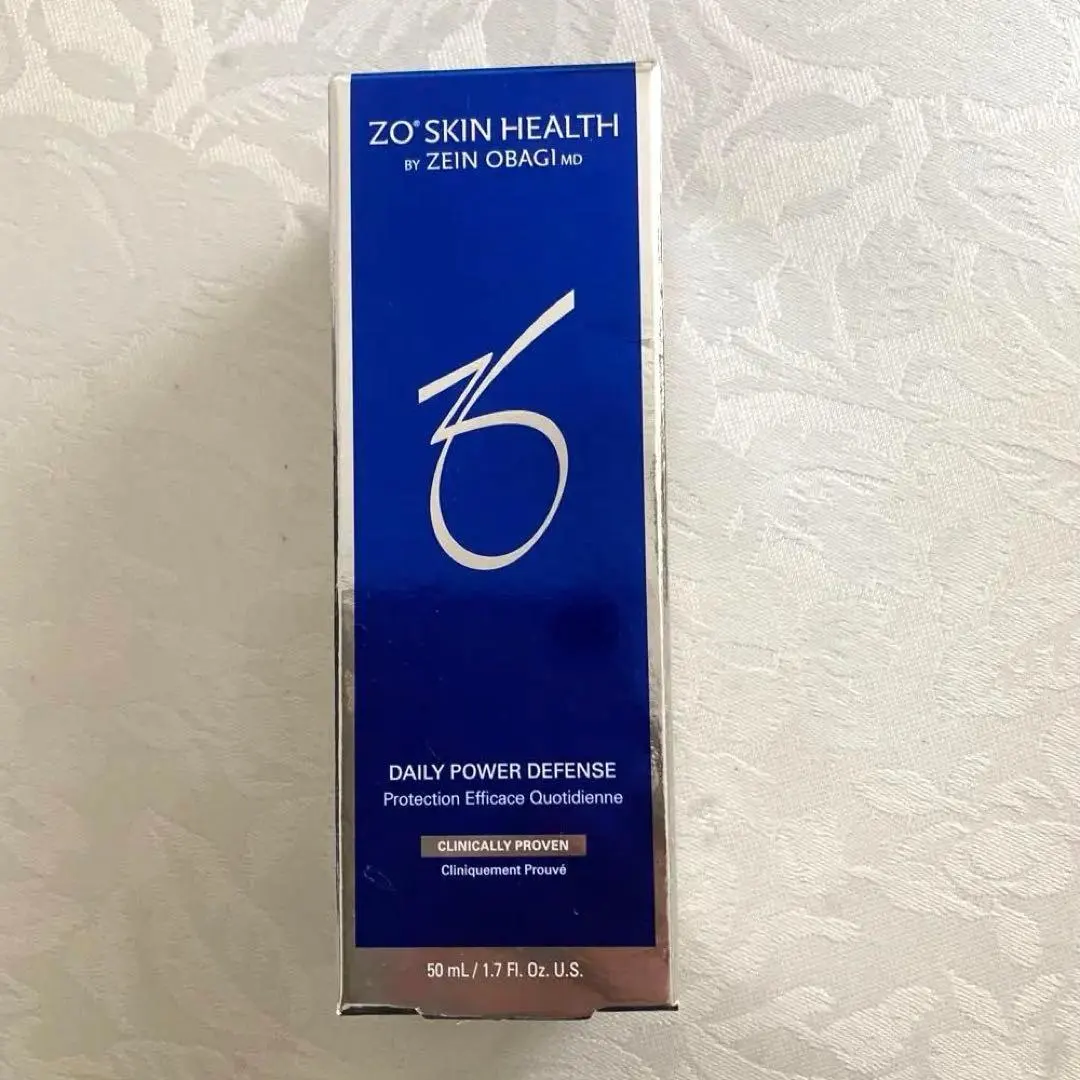 ZO® SKIN HEALTH
BY ZEIN OBAGI MD
ZO
DAILY POWER DEFENSE
Protection Efficace Quotidienne
CLINICALLY PROVEN
Cliniquement Prouvé
50 mL / 1.7 Fl. Oz. U.S.